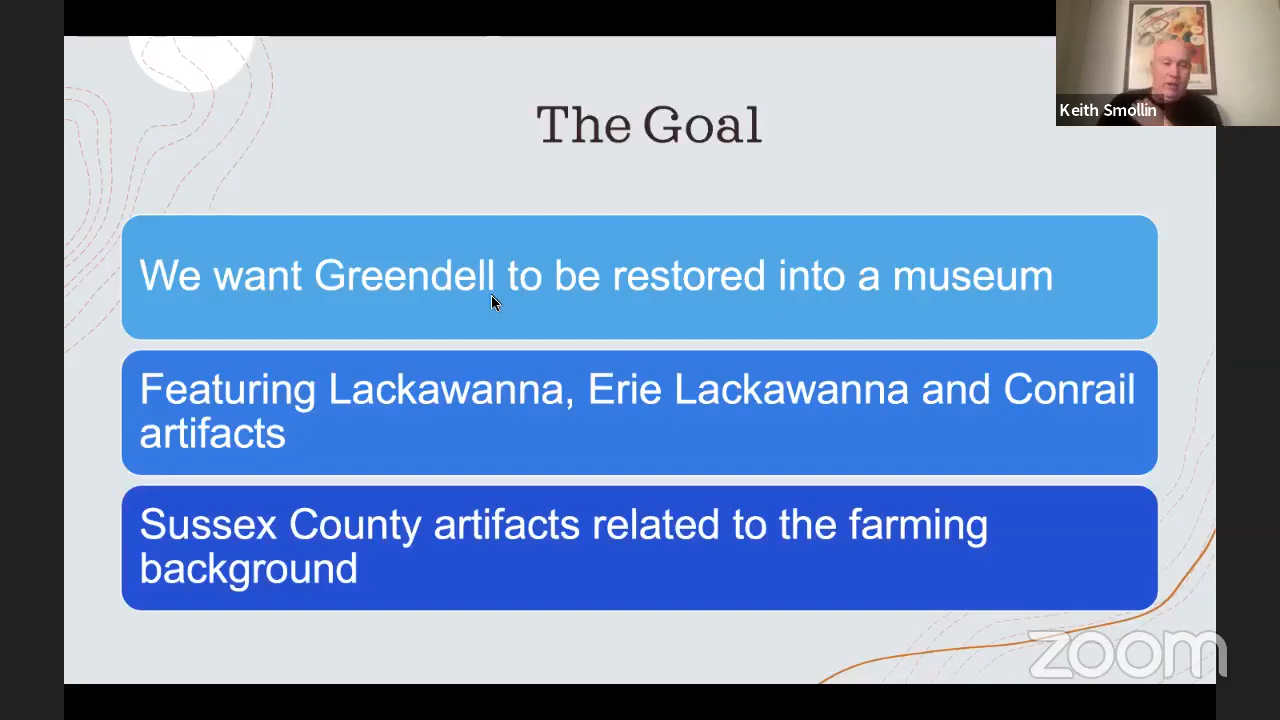 Keith Smollin
The Goal
We want Greendell to be restored into a museum
Featuring Lackawanna, Erie Lackawanna and Conrail
artifacts
Sussex County artifacts related to the farming
background
zoom